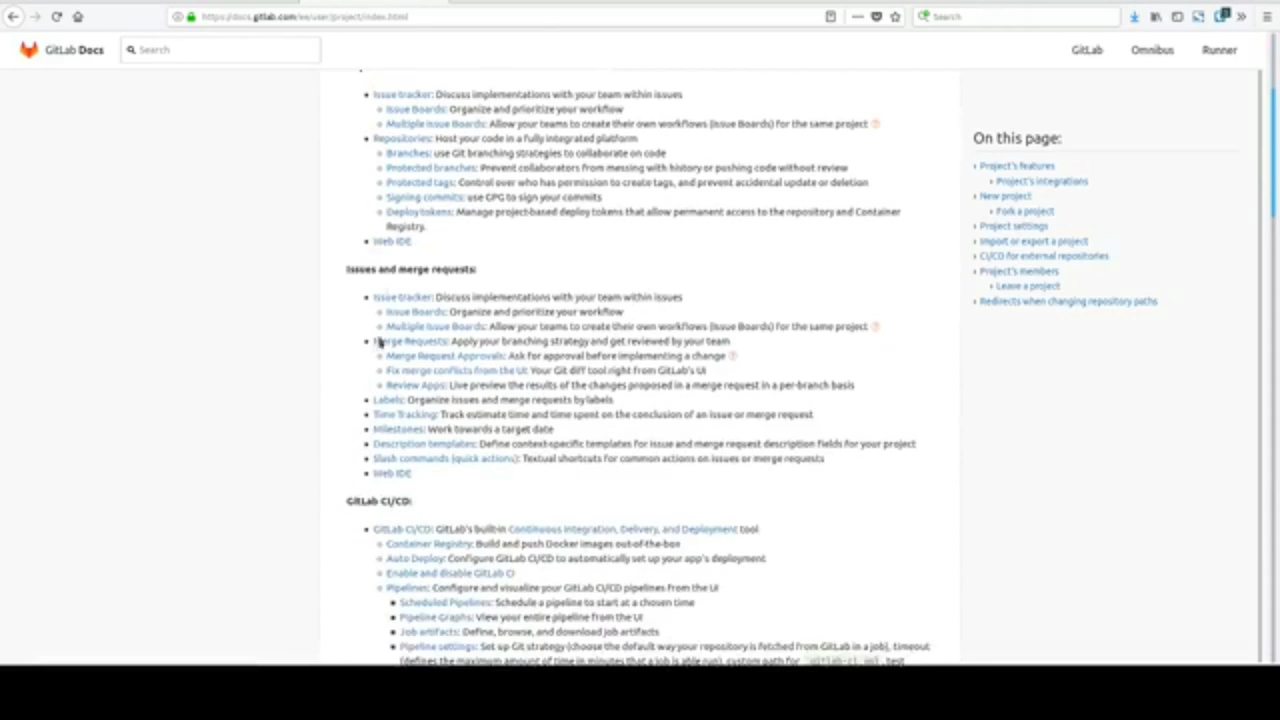 https://docs.gitlab.com/ee/user/project/index.html
Search
GitLab Docs
Search
GitLab
Omnibus
Runner
Issue tracker: Discuss implementations with your team within issues
Issue Boards: Organize and prioritize your workflow
Multiple Issue Boards: Allow your teams to create their own workflows (Issue Boards) for the same project
Repositories: Host your code in a fully integrated platform
Branches: use Git branching strategies to collaborate on code
Protected branches: Prevent collaborators from messing with history or pushing code without review
Protected tags: Control over who has permission to create tags, and prevent accidental update or deletion
Signing commits: use GPG to sign your commits
Deploy tokens: Manage project-based deploy tokens that allow permanent access to the repository and Container
Registry.
Web IDE
Issues and merge requests:
Issue tracker: Discuss implementations with your team within issues
Issue Boards: Organize and prioritize your workflow
Multiple Issue Boards: Allow your teams to create their own workflows (Issue Boards) for the same project
Merge Requests: Apply your branching strategy and get reviewed by your team
Merge Request Approvals: Ask for approval before implementing a change
Fix merge conflicts from the UI: Your Git diff tool right from GitLab's UI
Review Apps: Live preview the results of the changes proposed in a merge request in a per-branch basis
Labels: Organize issues and merge requests by labels
Time Tracking: Track estimate time and time spent on the conclusion of an issue or merge request
Milestones: Work towards a target date
Description templates: Define context-specific templates for issue and merge request description fields for your project
Slash commands (quick actions): Textual shortcuts for common actions on issues or merge requests
Web IDE
GitLab CI/CD:
GitLab CI/CD: GitLab's built-in Continuous Integration, Delivery, and Deployment tool
Container Registry: Build and push Docker images out-of-the-box
Auto Deploy: Configure GitLab CI/CD to automatically set up your app's deployment
Enable and disable GitLab CI
Pipelines: Configure and visualize your GitLab CI/CD pipelines from the UI
Scheduled Pipelines: Schedule a pipeline to start at a chosen time
Pipeline Graphs: View your entire pipeline from the UI
Job artifacts: Define, browse, and download job artifacts
Pipeline settings: Set up Git strategy (choose the default way your repository is fetched from GitLab in a job), timeout
(defines the maximum amount of time in minutes that a job is able run), custom path for .gitlab-ci.yml, test
On this page:
Project's features
Project's integrations
New project
Fork a project
Project settings
Import or export a project
CI/CD for external repositories
Project's members
Leave a project
Redirects when changing repository paths